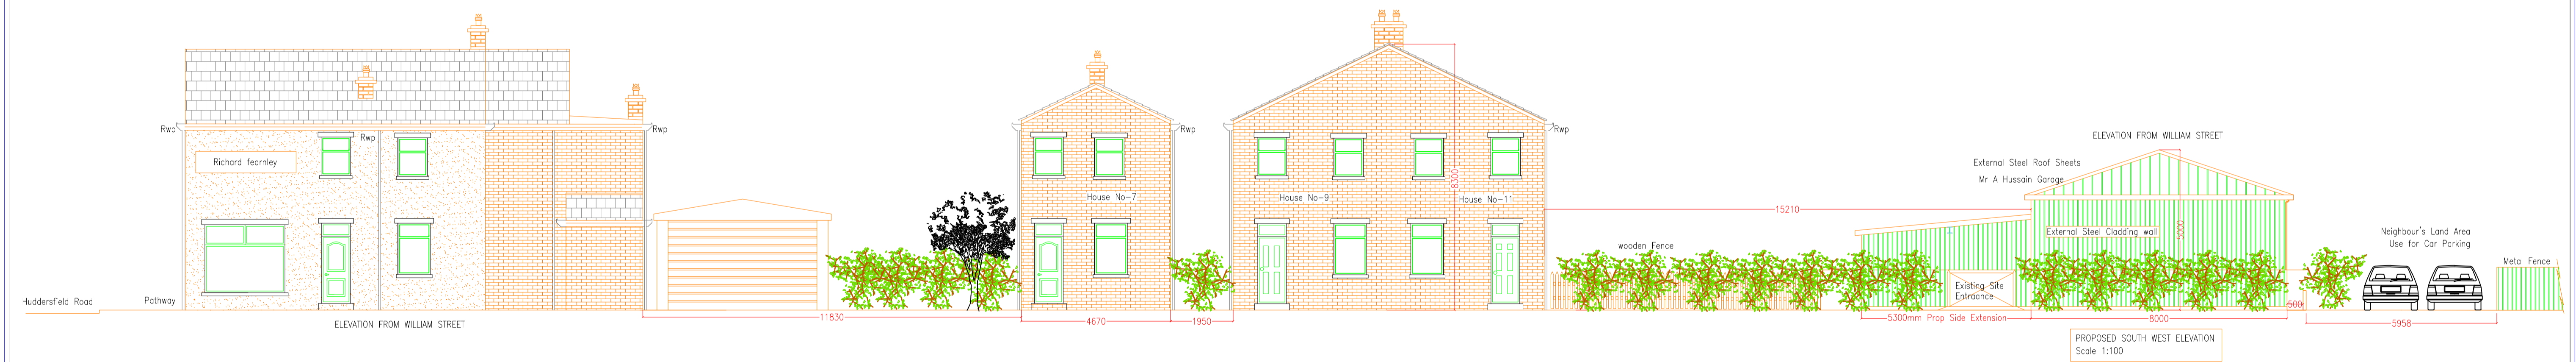 Rwp
Rwp
Rwp
Rwp
Rwp
Richard fearnley
Huddersfield Road
Pathway
ELEVATION FROM WILLIAM STREET
11830
House No-7
4670
1950
House No-9
8300
House No-11
15210
wooden Fence
ELEVATION FROM WILLIAM STREET
External Steel Roof Sheets
Mr A Hussain Garage
External Steel Cladding wall
5000
Existing Site
Entraance
5300mm Prop Side Extension
8000
500
Neighbour's Land Area
Use for Car Parking
Metal Fence
5958
PROPOSED SOUTH WEST ELEVATION
Scale 1:100